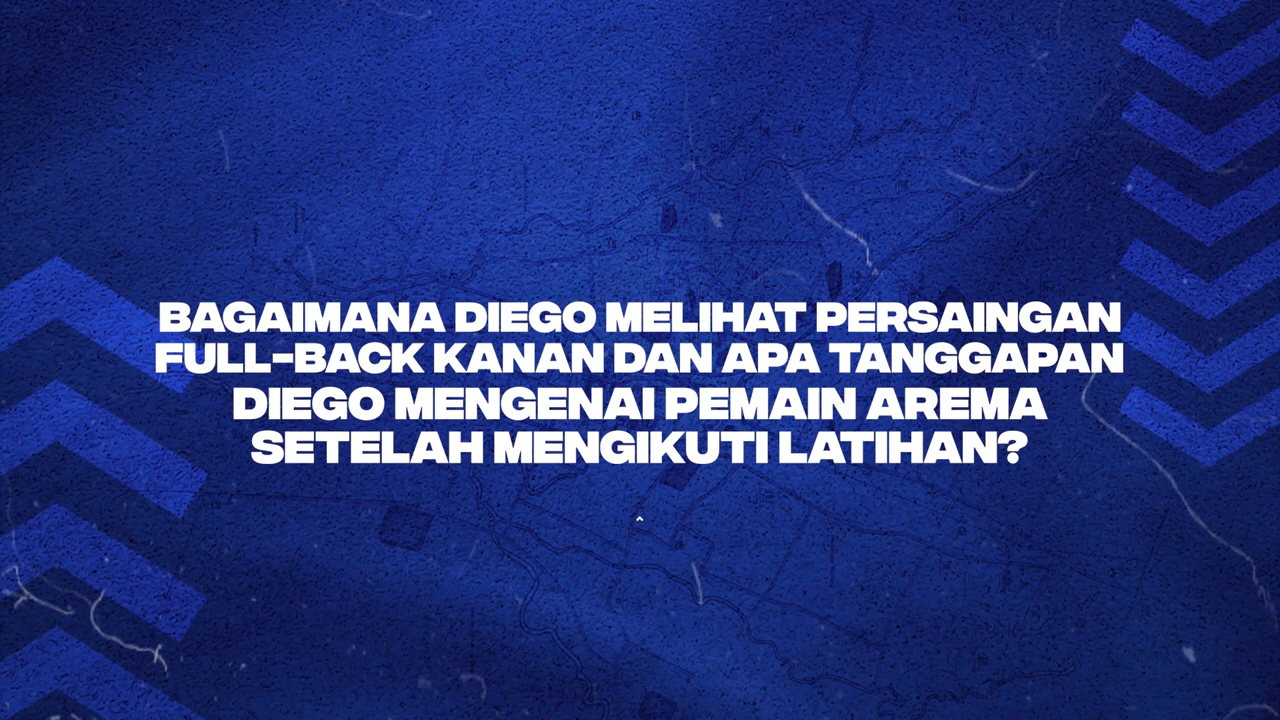 BAGAIMANA DIEGO MELIHAT PERSAINGAN
FULL-BACK KANAN DAN APA TANGGAPAN
DIEGO MENGENAI PEMAIN AREMA
SETELAH MENGIKUTI LATIHAN?